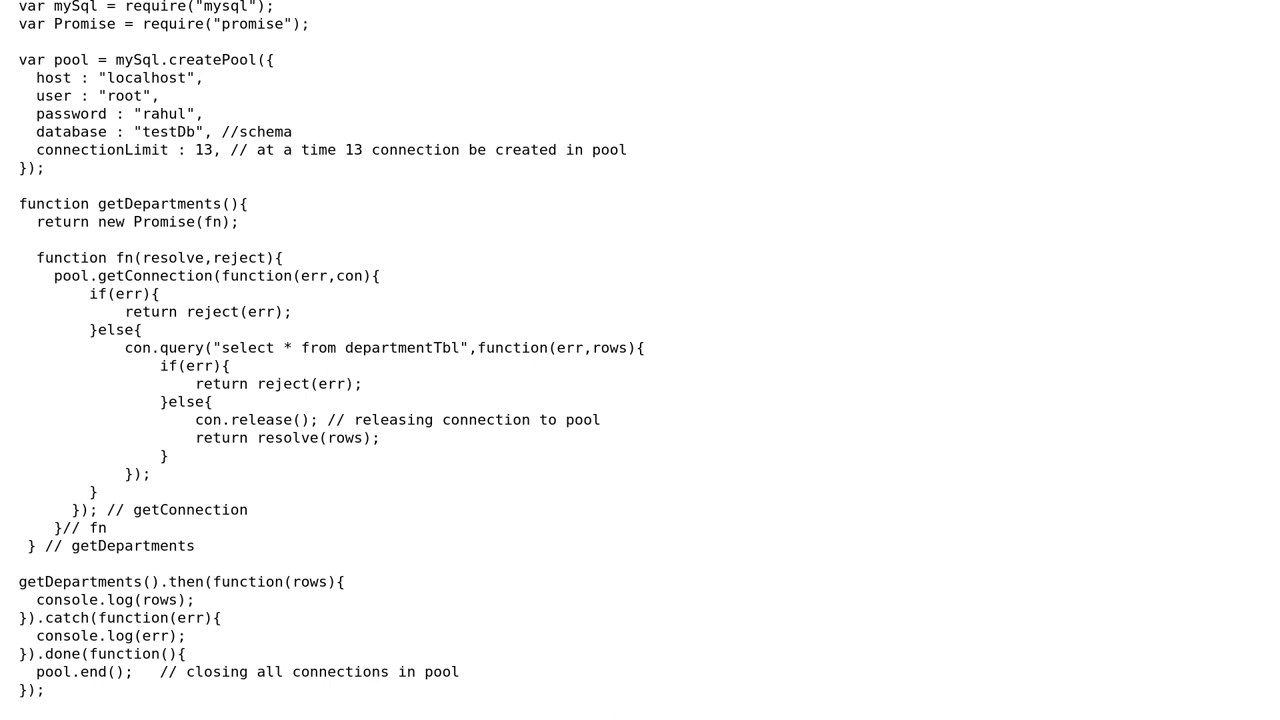 var mySql = require("mysql");
var Promise = require("promise");
var pool = mySql.createPool({
host : "localhost",
user : "root",
password : "rahul",
database : "testDb", //schema
connectionLimit : 13, // at a time 13 connection be created in pool
});
function getDepartments(){
return new Promise(fn);
function fn(resolve,reject){
pool.getConnection(function(err,con){
if(err){
return reject(err);
}else{
con.query("select * from departmentTbl",function(err,rows){
if(err){
return reject(err);
}else{
con.release(); // releasing connection to pool
return resolve(rows);
}
});
}
}); // getConnection
}// fn
} // getDepartments
getDepartments().then(function(rows){
console.log(rows);
}).catch(function(err){
console.log(err);
}).done(function(){
pool.end();   // closing all connections in pool
});